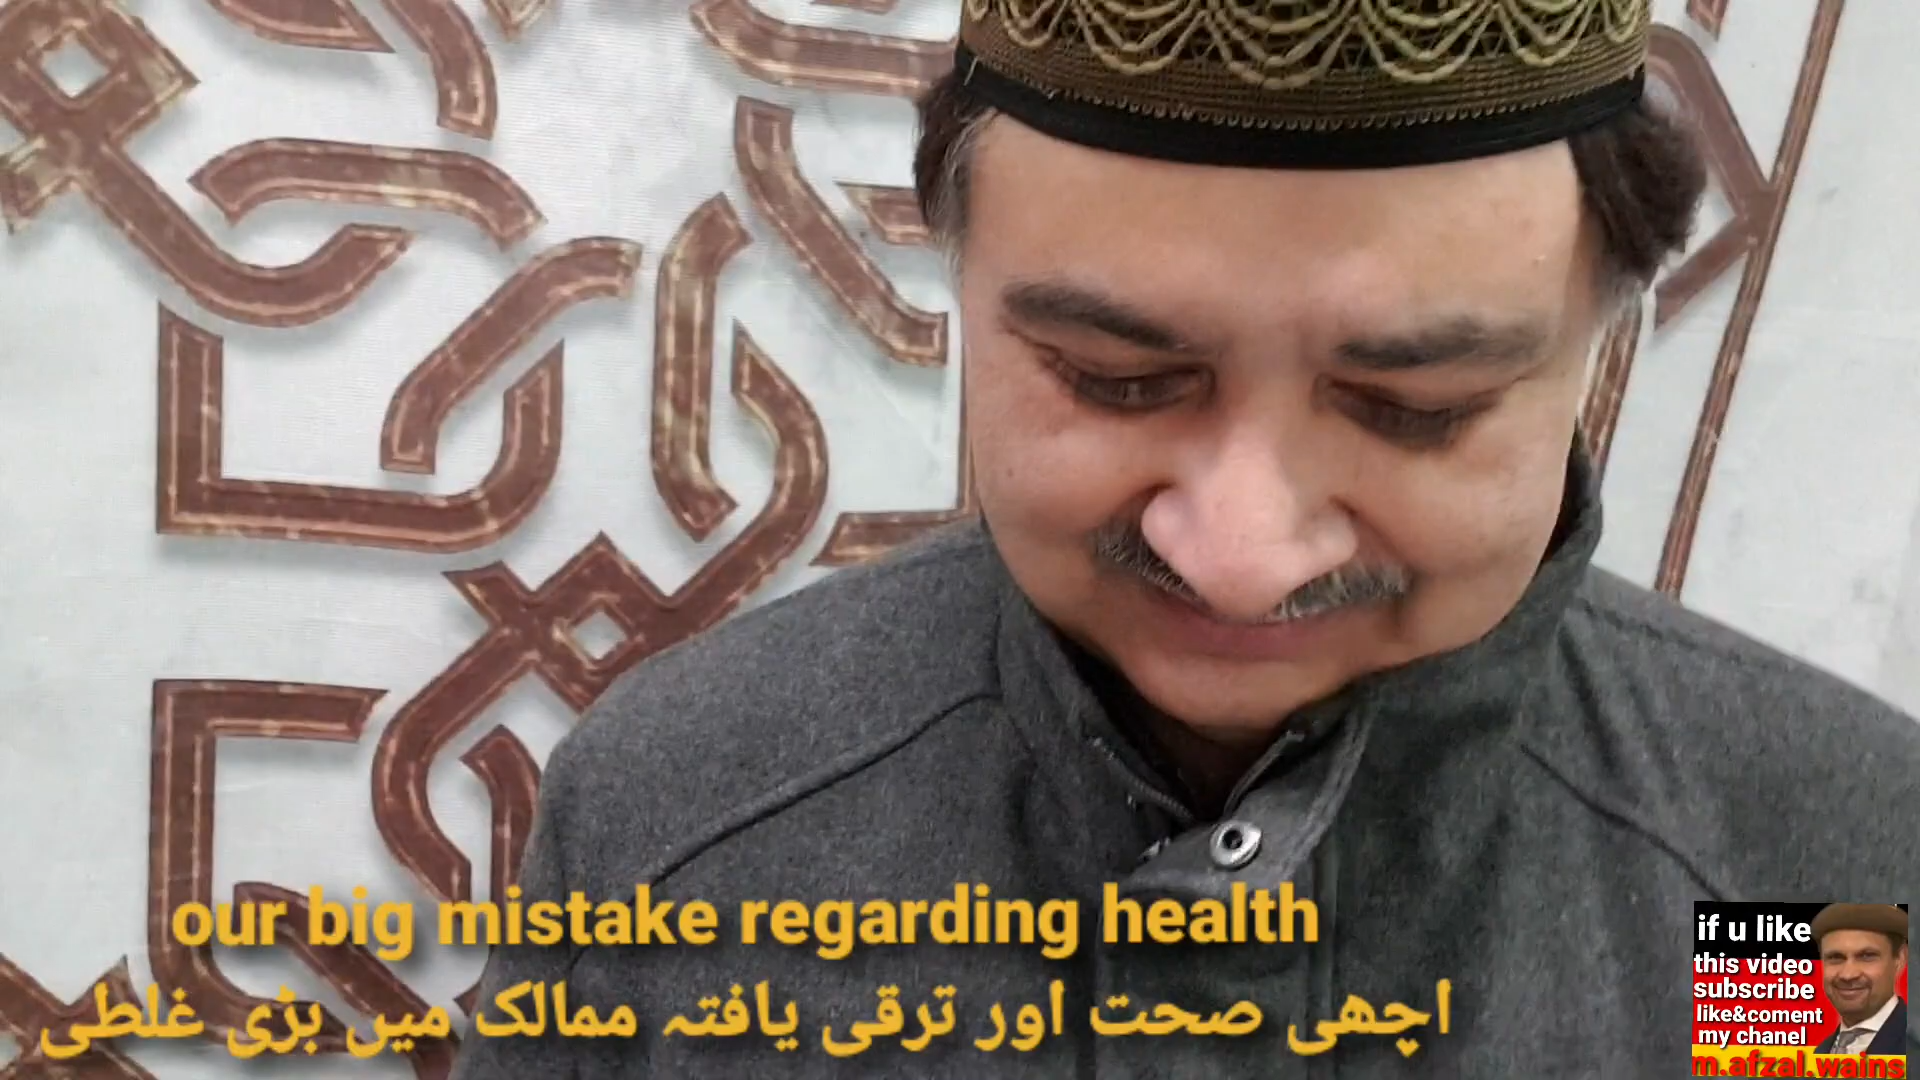 our big mistake regarding health
اچھی صحت اور ترقی یافتہ ممالک میں بڑی غلطی
if u like
this video
subscribe
like&coment
my chanel
m.afzal.wains